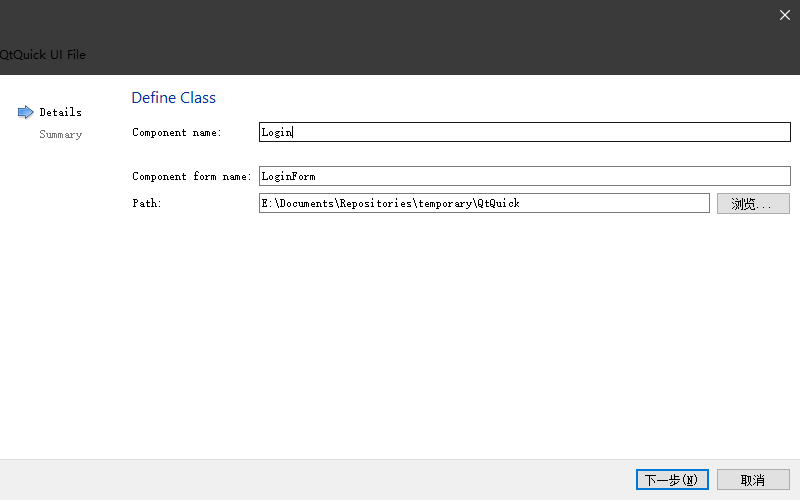 QtQuick UI File
Details
Summary
Define Class
Component name: Login
Component form name: LoginForm
Path: E:\Documents\Repositories\temporary\QtQuick 浏览...
下一步(N) 取消